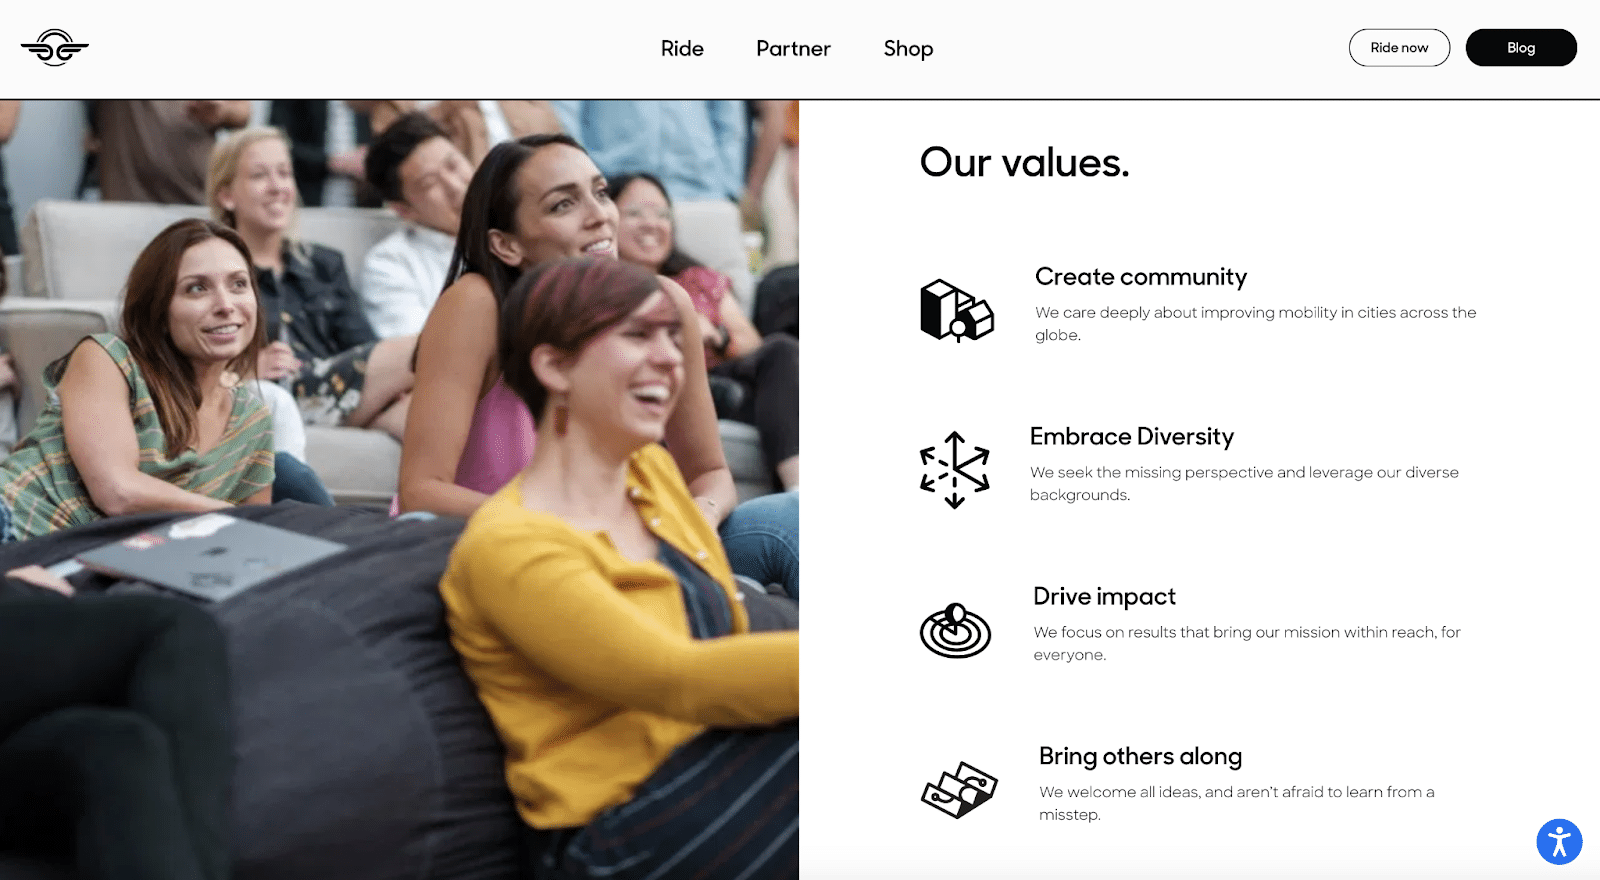 Ride
Partner
Shop
Ride now
Blog
Our values.
Create community
We care deeply about improving mobility in cities across the
globe.
Embrace Diversity
We seek the missing perspective and leverage our diverse
backgrounds.
Drive impact
We focus on results that bring our mission within reach, for
everyone.
Bring others along
We welcome all ideas, and aren't afraid to learn from a
misstep.